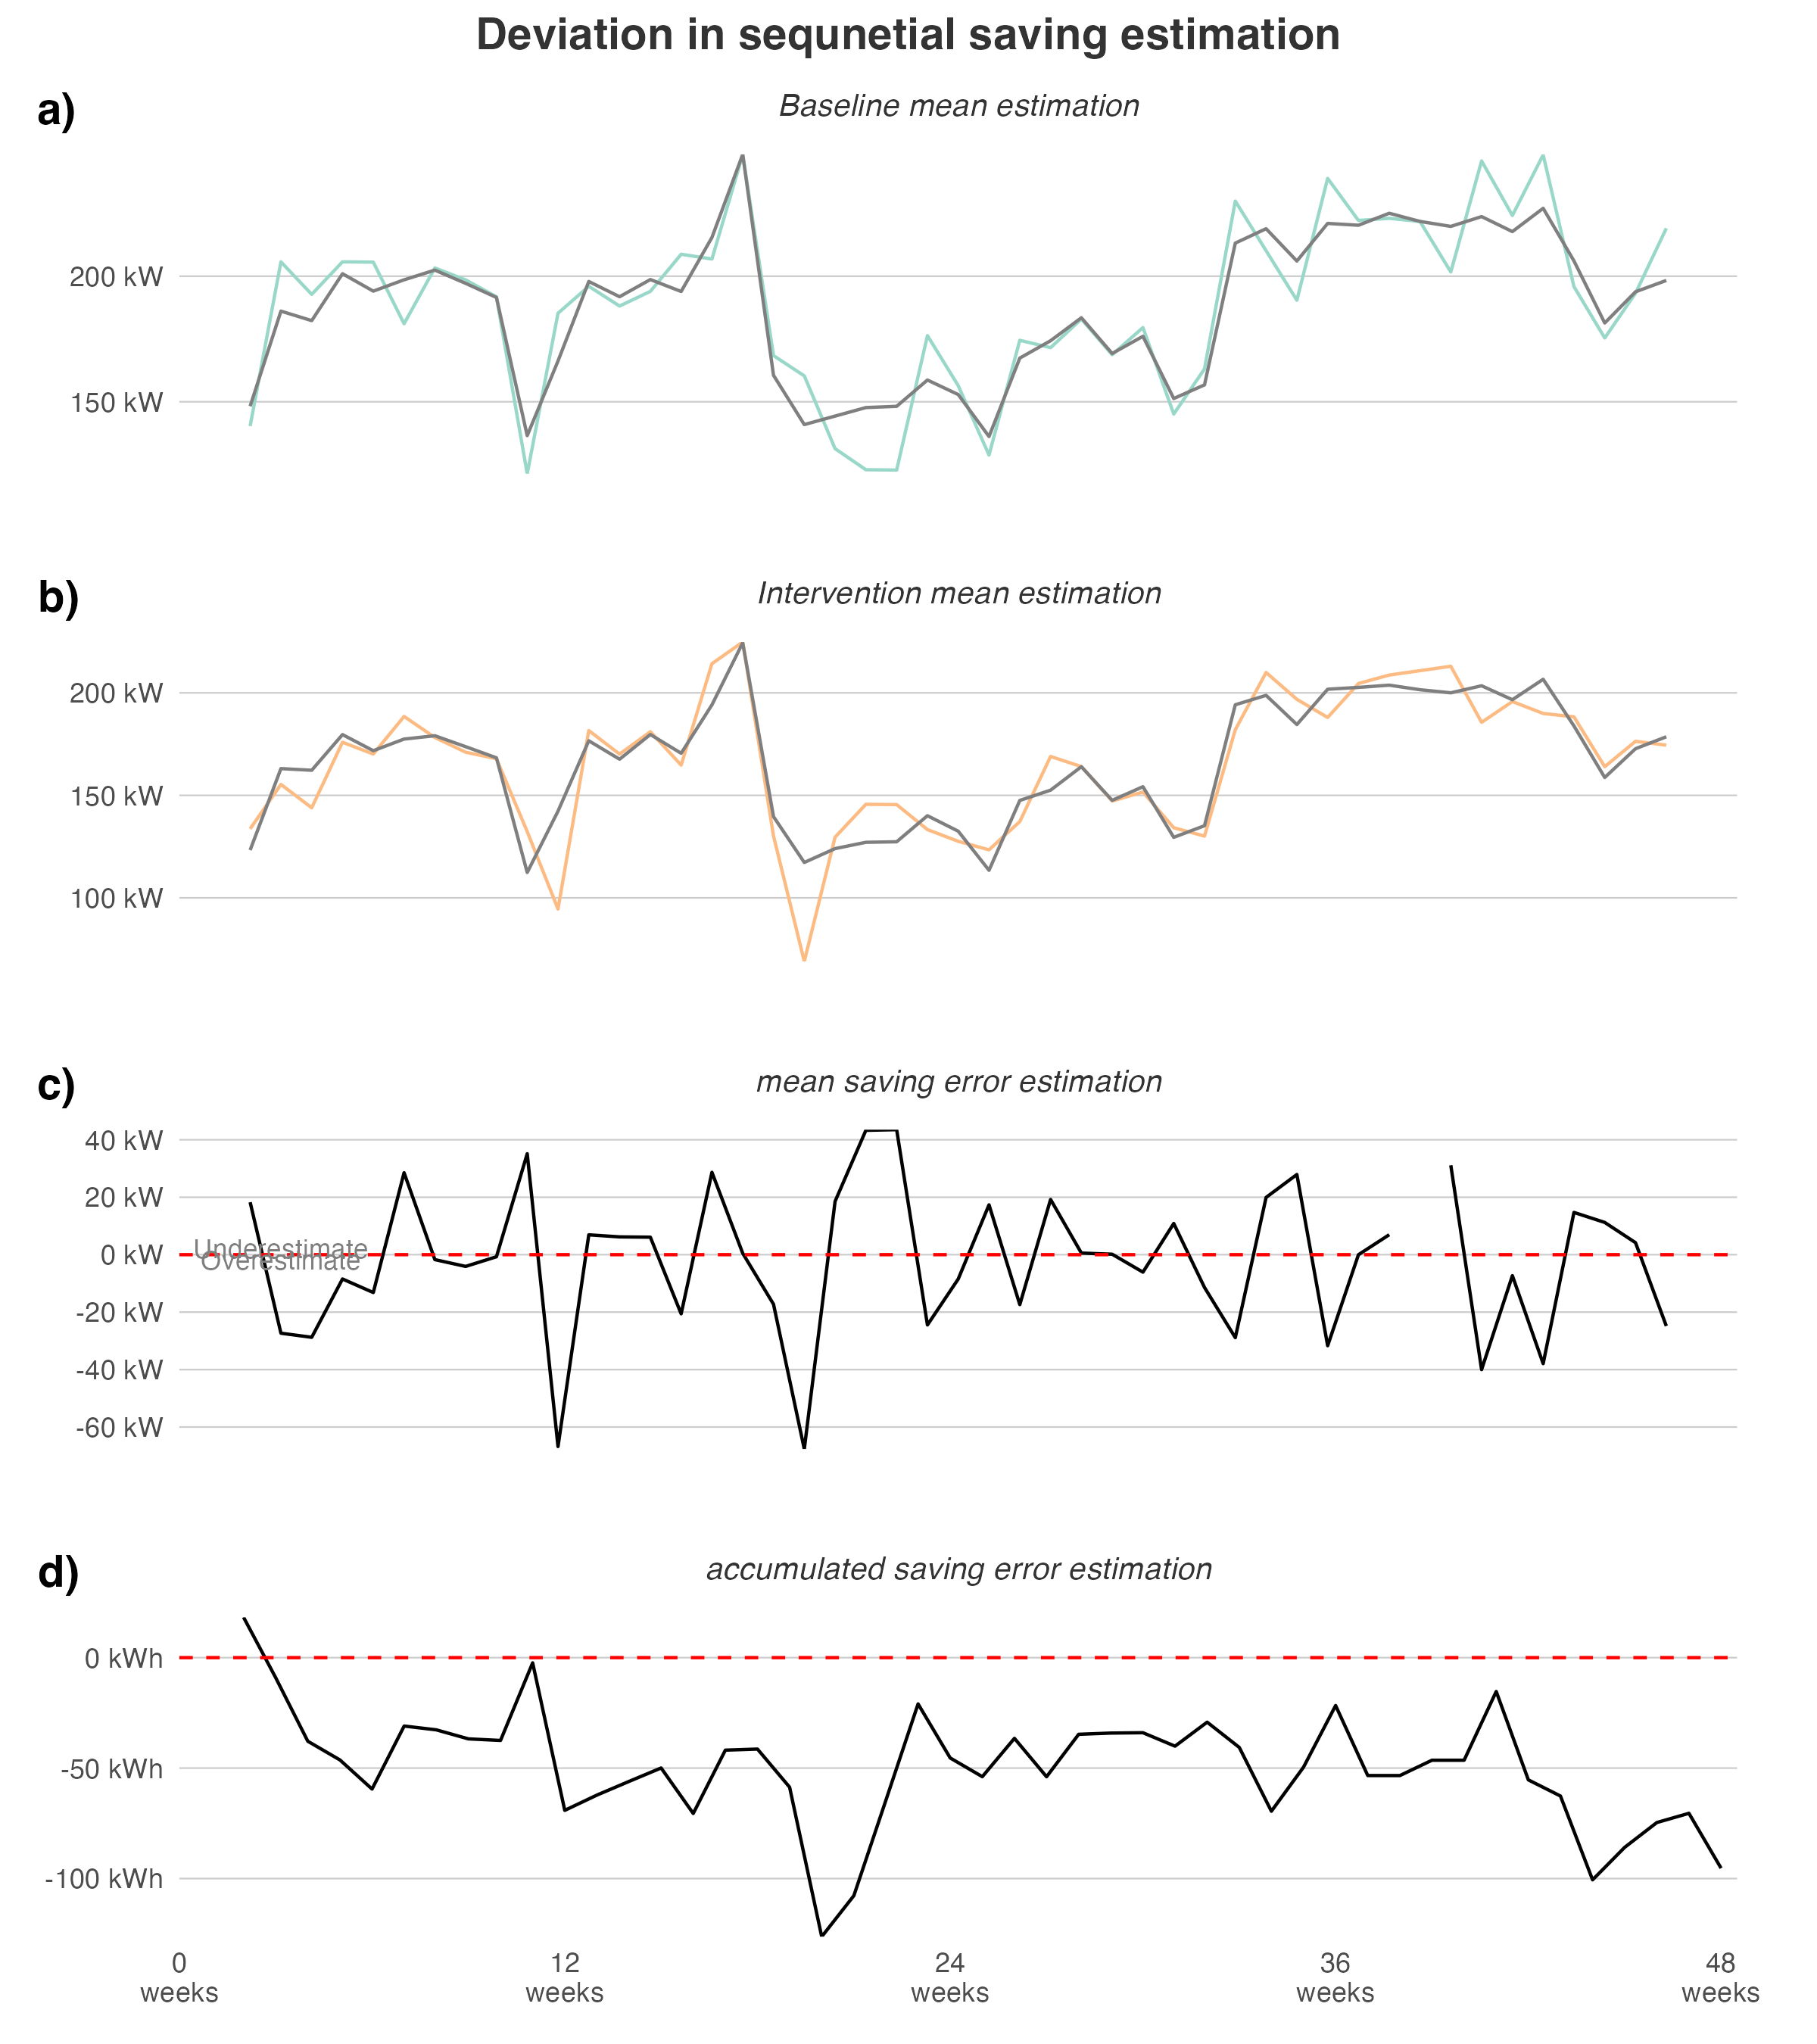 Deviation in sequnetial saving estimation
a)
Baseline mean estimation
200 kW
150 kW
b)
Intervention mean estimation
200 kW
150 kW
100 kW
c)
mean saving error estimation
40 kW
20 kW
Underestimate
0 kW
Overestimate
-20 kW
-40 kW
-60 kW
d)
accumulated saving error estimation
0 kWh
-50 kWh
-100 kWh
0 12 24 36 48
weeks weeks weeks weeks weeks